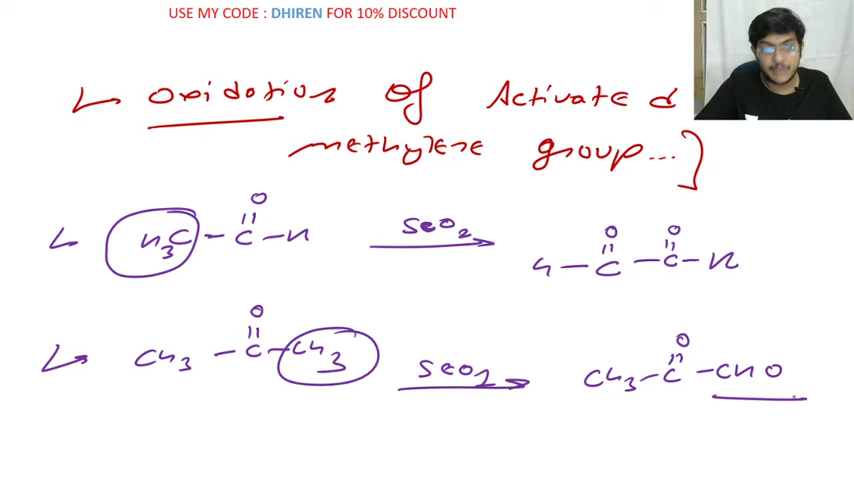 USE MY CODE : DHIREN FOR 10% DISCOUNT
↳ Oxidation of Activated
methylene group...]
↳ H₃C - C(=O) - H SeO₂ → H - C(=O) - C(=O) - H
↳ CH₃ - C(=O) - CH₃ SeO₂ → CH₃ - C(=O) - CHO